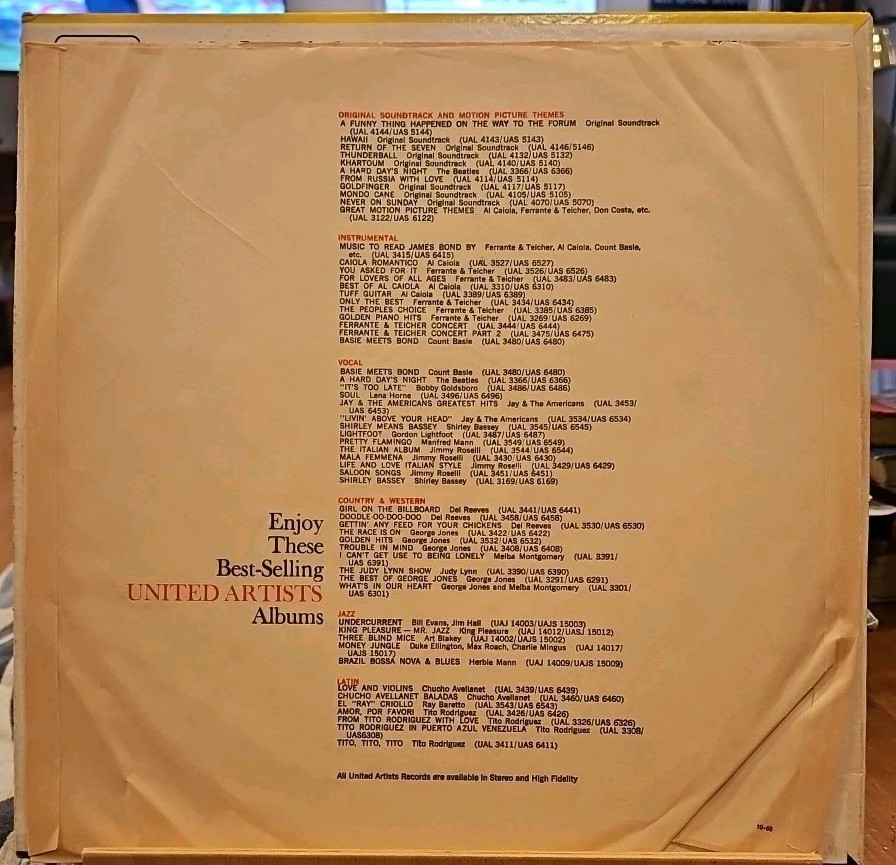 ORIGINAL SOUNDTRACK AND MOTION PICTURE THEMES
A FUNNY THING HAPPENED ON THE WAY TO THE FORUM Original Soundtrack
(UAL 4144/UAS 5144)
HAWAII Original Soundtrack (UAL 4143/UAS 5143)
RETURN OF THE SEVEN Original Soundtrack (UAL 4146/5146)
THUNDERBALL Original Soundtrack (UAL 4132/UAS 5132)
KHARTOUM Original Soundtrack (UAL 4140/UAS 5140)
A HARD DAY'S NIGHT The Beatles (UAL 3366/UAS 6366)
FROM RUSSIA WITH LOVE (UAL 4114/UAS 5114)
GOLDFINGER Original Soundtrack (UAL 4117/UAS 5117)
MONDO CANE Original Soundtrack (UAL 4105/UAS 5105)
NEVER ON SUNDAY Original Soundtrack (UAL 4070/UAS 5070)
GREAT MOTION PICTURE THEMES Al Caiola, Ferrante & Teicher, Don Costa, etc.
(UAL 3122/UAS 6122)
INSTRUMENTAL
MUSIC TO READ JAMES BOND BY Ferrante & Teicher, Al Caiola, Count Basie,
etc. (UAL 3415/UAS 6415)
CAIOLA ROMANTICO Al Caiola (UAL 3527/UAS 6527)
YOU ASKED FOR IT Ferrante & Teicher (UAL 3526/UAS 6526)
FOR LOVERS OF ALL AGES Ferrante & Teicher (UAL 3483/UAS 6483)
BEST OF AL CAIOLA Al Caiola (UAL 3310/UAS 6310)
TUFF GUITAR Al Caiola (UAL 3389/UAS 6389)
ONLY THE BEST Ferrante & Teicher (UAL 3434/UAS 6434)
THE PEOPLES CHOICE Ferrante & Teicher (UAL 3385/UAS 6385)
GOLDEN PIANO HITS Ferrante & Teicher (UAL 3269/UAS 6269)
FERRANTE & TEICHER CONCERT (UAL 3444/UAS 6444)
FERRANTE & TEICHER CONCERT PART 2 (UAL 3475/UAS 6475)
BASIE MEETS BOND Count Basie (UAL 3480/UAS 6480)
VOCAL
BASIE MEETS BOND Count Basie (UAL 3480/UAS 6480)
A HARD DAY'S NIGHT The Beatles (UAL 3366/UAS 6366)
"IT'S TOO LATE" Bobby Goldsboro (UAL 3486/UAS 6486)
SOUL Lena Horne (UAL 3496/UAS 6496)
JAY & THE AMERICANS GREATEST HITS Jay & The Americans (UAL 3453/
UAS 6453)
"LIVIN' ABOVE YOUR HEAD" Jay & The Americans (UAL 3534/UAS 6534)
SHIRLEY MEANS BASSEY Shirley Bassey (UAL 3545/UAS 6545)
LIGHTFOOT Gordon Lightfoot (UAL 3487/UAS 6487)
PRETTY FLAMINGO Manfred Mann (UAL 3549/UAS 6549)
THE ITALIAN ALBUM Jimmy Roselli (UAL 3544/UAS 6544)
MALA FEMMENA Jimmy Roselli (UAL 3430/UAS 6430)
LIFE AND LOVE ITALIAN STYLE Jimmy Roselli (UAL 3429/UAS 6429)
SALOON SONGS Jimmy Roselli (UAL 3451/UAS 6451)
SHIRLEY BASSEY Shirley Bassey (UAL 3169/UAS 6169)
COUNTRY & WESTERN
GIRL ON THE BILLBOARD Del Reeves (UAL 3441/UAS 6441)
DOODLE-OO-DOO-DOO Del Reeves (UAL 3458/UAS 6458)
GETTIN' ANY FEED FOR YOUR CHICKENS Del Reeves (UAL 3530/UAS 6530)
THE RACE IS ON George Jones (UAL 3422/UAS 6422)
GOLDEN HITS George Jones (UAL 3532/UAS 6532)
TROUBLE IN MIND George Jones (UAL 3408/UAS 6408)
I CAN'T GET USE TO BEING LONELY Melba Montgomery (UAL 3391/
UAS 6391)
THE JUDY LYNN SHOW Judy Lynn (UAL 3390/UAS 6390)
THE BEST OF GEORGE JONES George Jones (UAL 3291/UAS 6291)
WHAT'S IN OUR HEART George Jones and Melba Montgomery (UAL 3301/
UAS 6301)
Enjoy
These
Best-Selling
UNITED ARTISTS
Albums
JAZZ
UNDERCURRENT Bill Evans, Jim Hall (UAJ 14003/UAJS 15003)
KING PLEASURE — MR. JAZZ King Pleasure (UAJ 14012/UASJ 15012)
THREE BLIND MICE Art Blakey (UAJ 14002/UAJS 15002)
MONEY JUNGLE Duke Ellington, Max Roach, Charlie Mingus (UAJ 14017/
UAJS 15017)
BRAZIL BOSSA NOVA & BLUES Herbie Mann (UAJ 14009/UAJS 15009)
LATIN
LOVE AND VIOLINS Chucho Avellanet (UAL 3439/UAS 6439)
CHUCHO AVELLANET BALADAS Chucho Avellanet (UAL 3460/UAS 6460)
EL "RAY" CRIOLLO Ray Baretto (UAL 3543/UAS 6543)
AMOR, POR FAVOR! Tito Rodriguez (UAL 3426/UAS 6426)
FROM TITO RODRIGUEZ WITH LOVE Tito Rodriguez (UAL 3326/UAS 6326)
TITO RODRIGUEZ IN PUERTO AZUL VENEZUELA Tito Rodriguez (UAL 3308/
UAS6308)
TITO, TITO, TITO Tito Rodriguez (UAL 3411/UAS 6411)
All United Artists Records are available in Stereo and High Fidelity